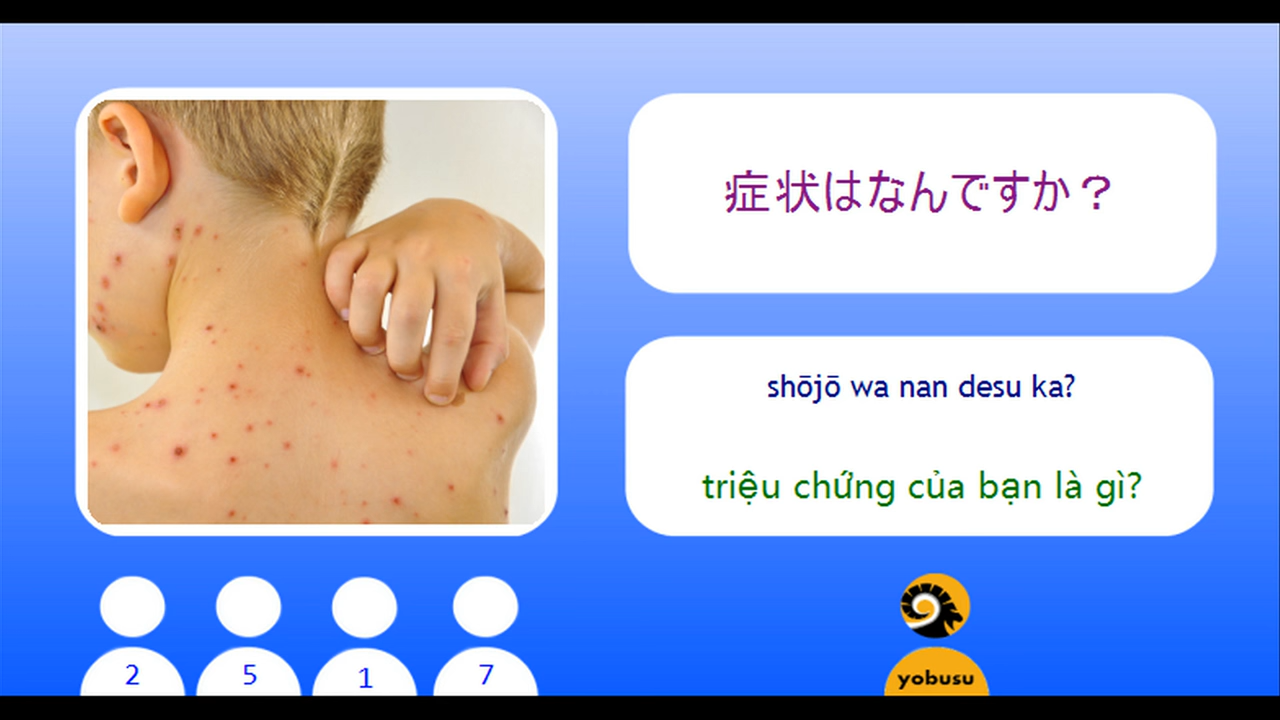 症状はなんですか？
shōjō wa nan desu ka?
triệu chứng của bạn là gì?
2 5 1 7
yobusu